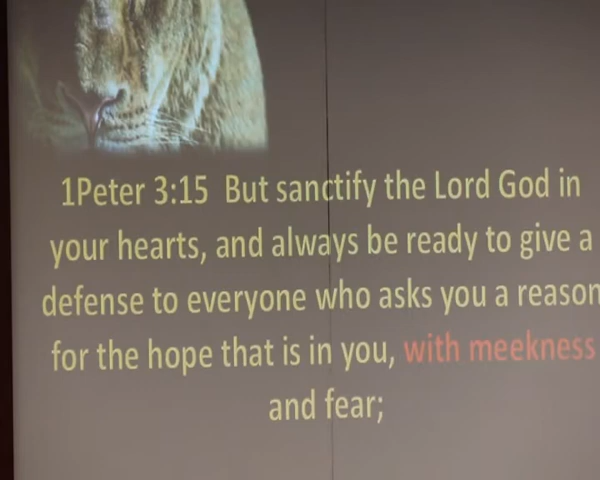 1Peter 3:15 But sanctify the Lord God in
your hearts, and always be ready to give a
defense to everyone who asks you a reason
for the hope that is in you, with meekness
and fear;